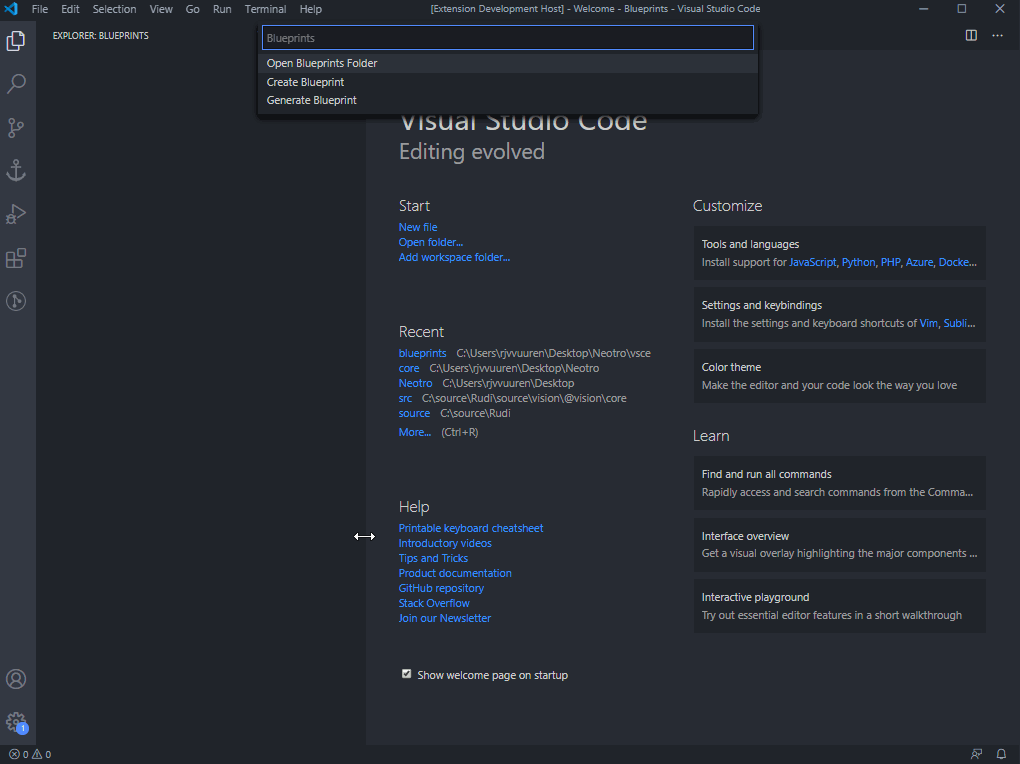 File Edit Selection View Go Run Terminal Help [Extension Development Host] - Welcome - Blueprints - Visual Studio Code
EXPLORER: BLUEPRINTS
Blueprints
Open Blueprints Folder
Create Blueprint
Generate Blueprint
Visual Studio Code
Editing evolved
Start
New file
Open folder...
Add workspace folder...
Recent
blueprints C:\Users\rjvvuuren\Desktop\Neotro\vsce
core C:\Users\rjvvuuren\Desktop\Neotro
Neotro C:\Users\rjvvuuren\Desktop
src C:\source\Rudi\source\vision\@vision\core
source C:\source\Rudi
More... (Ctrl+R)
Help
Printable keyboard cheatsheet
Introductory videos
Tips and Tricks
Product documentation
GitHub repository
Stack Overflow
Join our Newsletter
Show welcome page on startup
Customize
Tools and languages
Install support for JavaScript, Python, PHP, Azure, Docke...
Settings and keybindings
Install the settings and keyboard shortcuts of Vim, Subli...
Color theme
Make the editor and your code look the way you love
Learn
Find and run all commands
Rapidly access and search commands from the Comma...
Interface overview
Get a visual overlay highlighting the major components ...
Interactive playground
Try out essential editor features in a short walkthrough
1
0 0